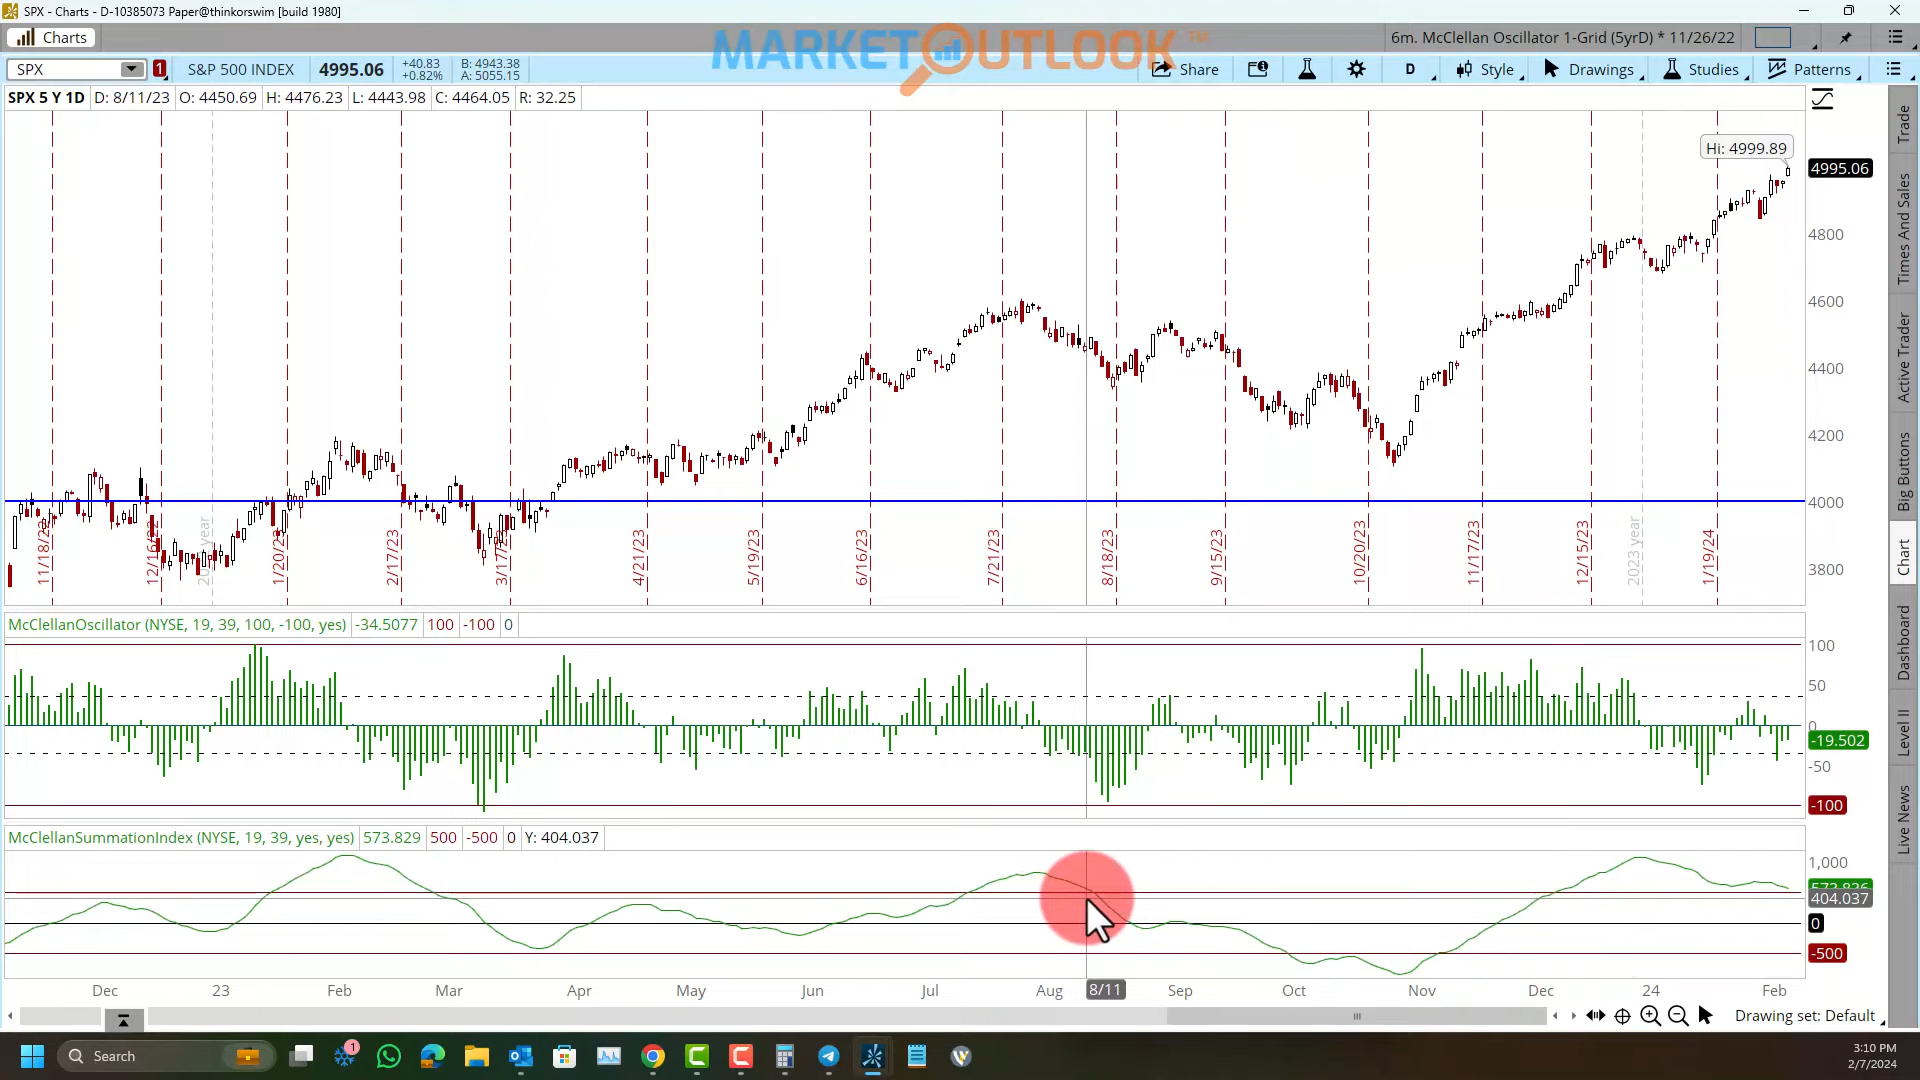 SPX - Charts - D-10385073 Paper@thinkorswim [build 1980]
Charts
MARKETOUTLOOK™
6m. McClellan Oscillator 1-Grid (5yrD) * 11/26/22
SPX
1
S&P 500 INDEX
4995.06
+40.83
+0.82%
B: 4943.38
A: 5055.15
Share
D
Style
Drawings
Studies
Patterns
SPX 5 Y 1D D: 8/11/23 O: 4450.69 H: 4476.23 L: 4443.98 C: 4464.05 R: 32.25
Hi: 4999.89
4995.06
4800
4600
4400
4200
4000
3800
11/18/22
12/16/22
year
2/17/23
3/17/23
4/21/23
5/19/23
6/16/23
7/21/23
8/18/23
9/15/23
10/20/23
11/17/23
12/15/23
2023 year
1/19/24
McClellanOscillator (NYSE, 19, 39, 100, -100, yes) -34.5077 100 -100 0
100
50
0
-19.502
-50
-100
McClellanSummationIndex (NYSE, 19, 39, yes, yes) 573.829 500 -500 0 Y: 404.037
1,000
404.037
0
-500
Dec 23 Feb Mar Apr May Jun Jul Aug 8/11 Sep Oct Nov Dec 24 Feb
Drawing set: Default
Trade
Times And Sales
Active Trader
Big Buttons
Chart
Dashboard
Level II
Live News
Search
1
3:10 PM
2/7/2024